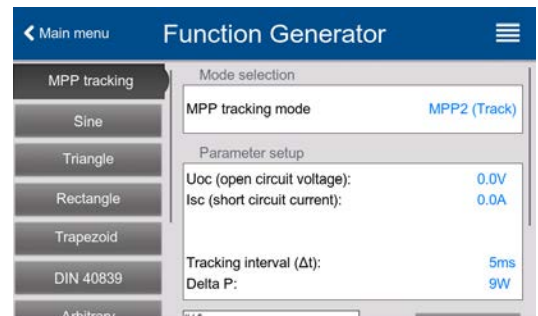 Main menu
Function Generator
MPP tracking
Sine
Triangle
Rectangle
Trapezoid
DIN 40839
Arbitrary
Mode selection
MPP tracking mode MPP2 (Track)
Parameter setup
Uoc (open circuit voltage): 0.0V
Isc (short circuit current): 0.0A
Tracking interval (Δt): 5ms
Delta P: 9W